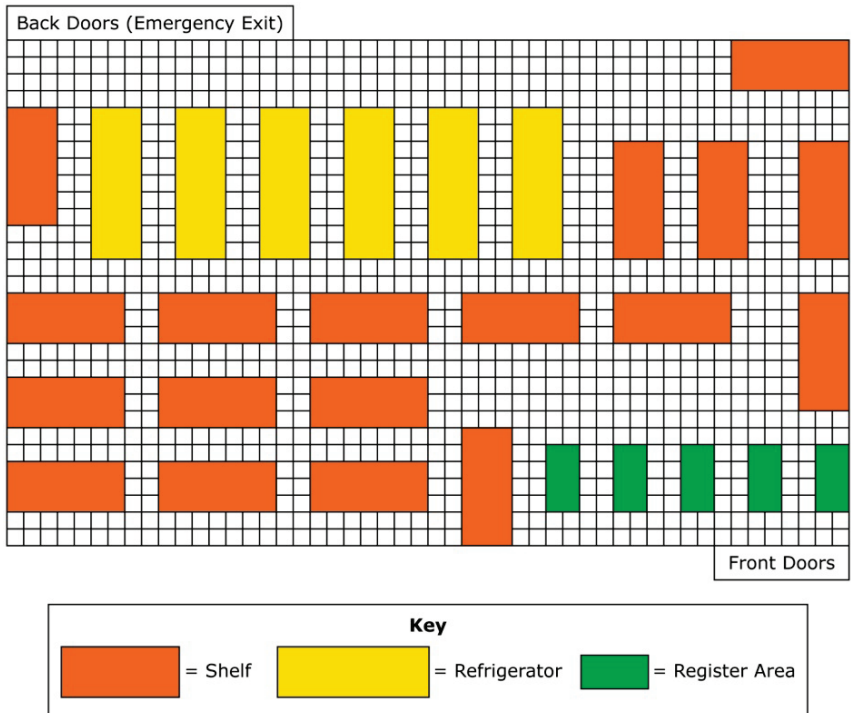 Back Doors (Emergency Exit)
Front Doors
Key
= Shelf
= Refrigerator
= Register Area